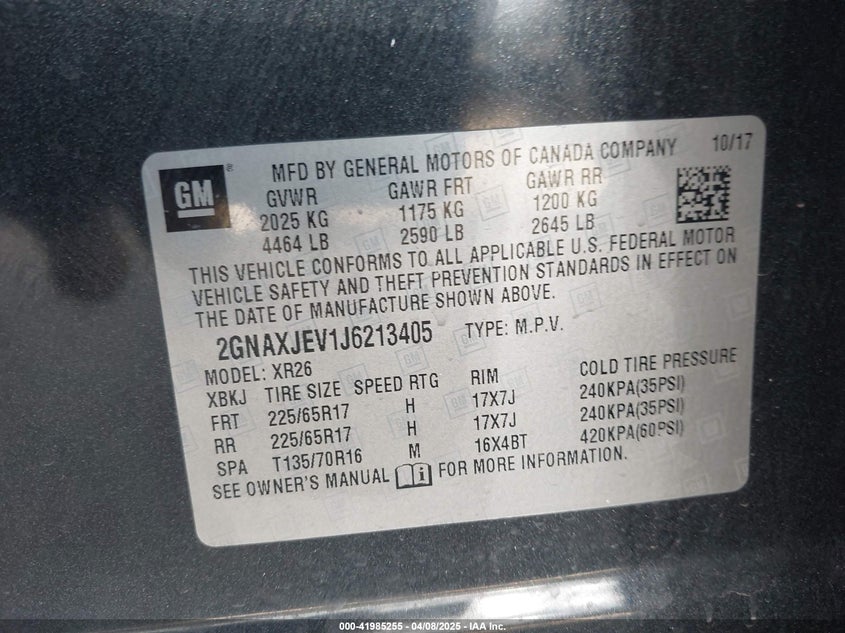 GM
MFD BY GENERAL MOTORS OF CANADA COMPANY 10/17
GVWR GAWR FRT GAWR RR
2025 KG 1175 KG 1200 KG
4464 LB 2590 LB 2645 LB
THIS VEHICLE CONFORMS TO ALL APPLICABLE U.S. FEDERAL MOTOR
VEHICLE SAFETY AND THEFT PREVENTION STANDARDS IN EFFECT ON
THE DATE OF MANUFACTURE SHOWN ABOVE.
2GNAXJEV1J6213405 TYPE: M.P.V.
MODEL: XR26
XBKJ TIRE SIZE SPEED RTG RIM COLD TIRE PRESSURE
FRT 225/65R17 H 17X7J 240KPA(35PSI)
RR 225/65R17 H 17X7J 240KPA(35PSI)
SPA T135/70R16 M 16X4BT 420KPA(60PSI)
SEE OWNER'S MANUAL FOR MORE INFORMATION.
000-41985255 - 04/08/2025 - IAA Inc.